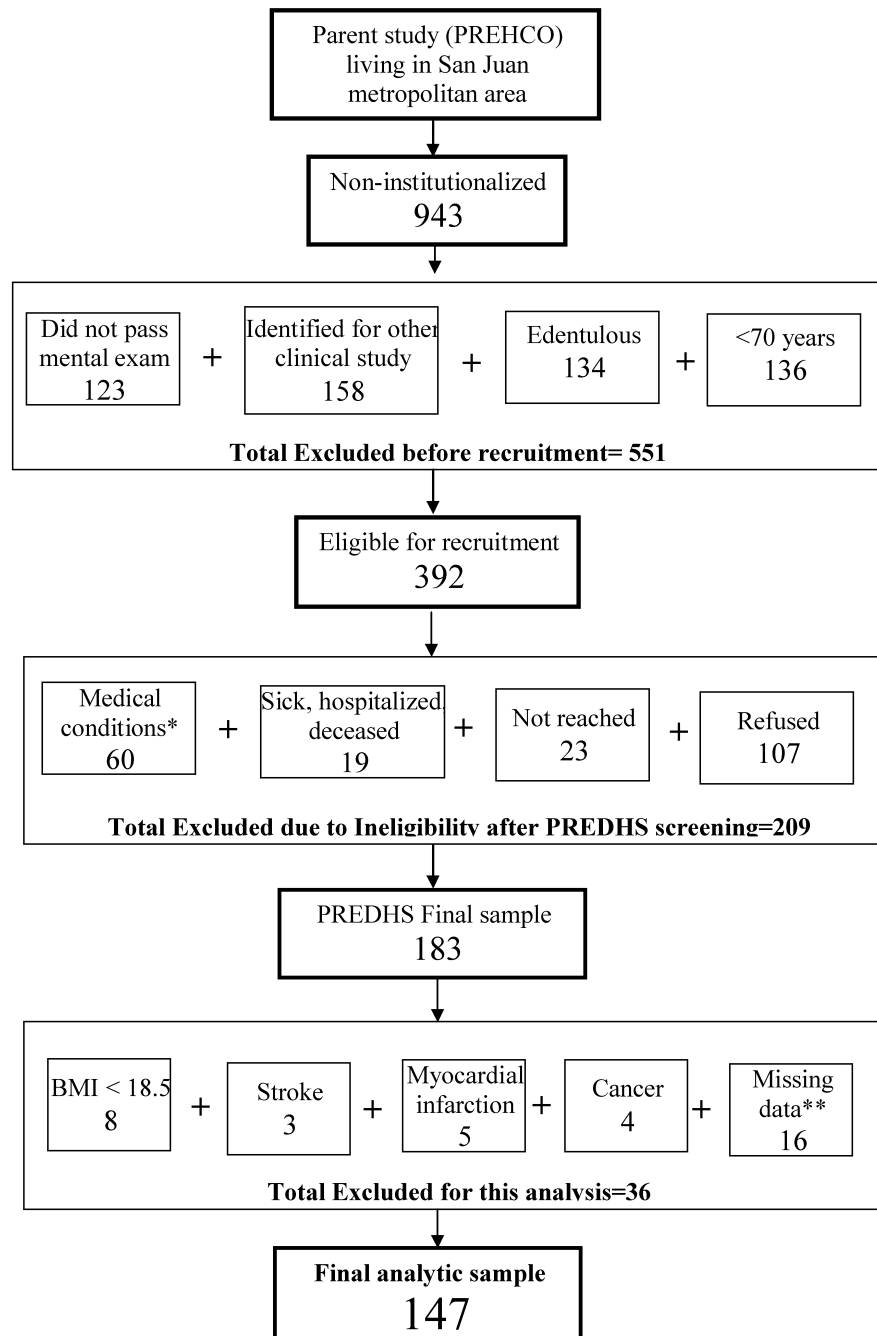 Parent study (PREHCO)
living in San Juan
metropolitan area
Non-institutionalized
943
Did not pass
mental exam
123
+
Identified for other
clinical study
158
+
Edentulous
134
+
<70 years
136
Total Excluded before recruitment= 551
Eligible for recruitment
392
Medical
conditions*
60
+
Sick, hospitalized,
deceased
19
+
Not reached
23
+
Refused
107
Total Excluded due to Ineligibility after PREDHS screening=209
PREDHS Final sample
183
BMI < 18.5
8
+
Stroke
3
+
Myocardial
infarction
5
+
Cancer
4
+
Missing
data**
16
Total Excluded for this analysis=36
Final analytic sample
147